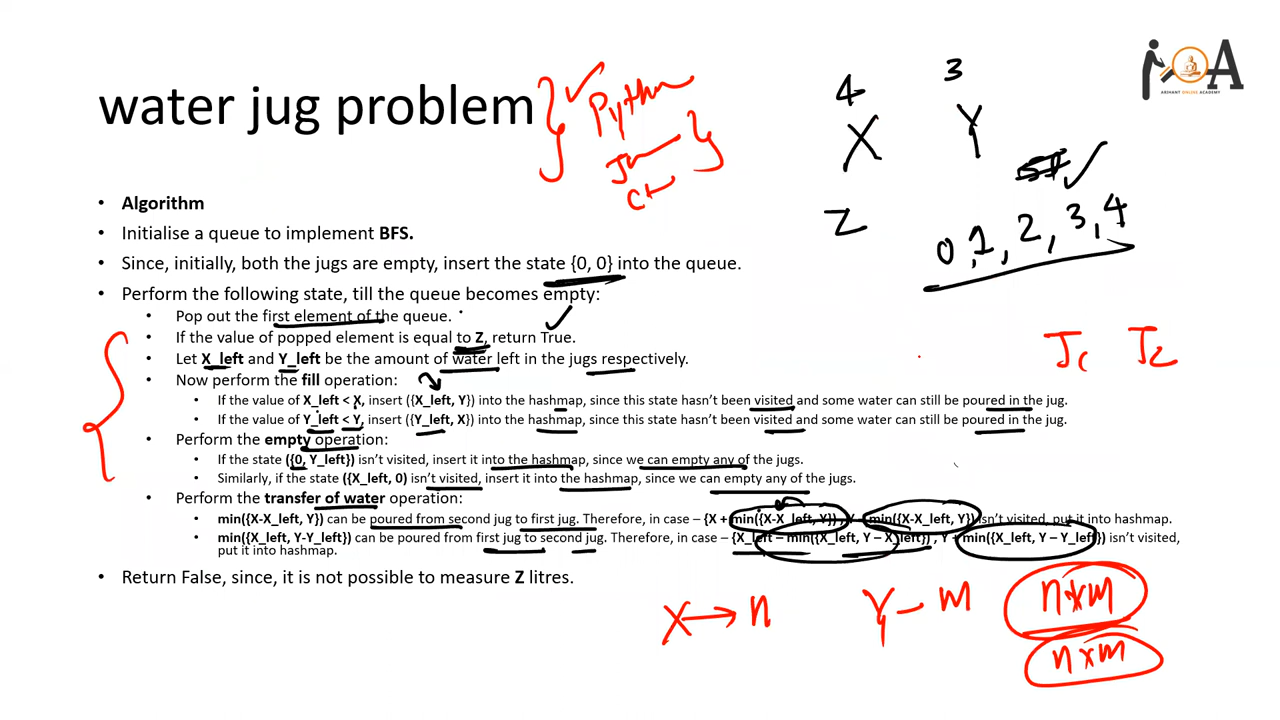 ARIHANT ONLINE ACADEMY
water jug problem
Python
4 3
X Y
Z
0, 1, 2, 3, 4
J1 J2
• Algorithm
• Initialise a queue to implement BFS.
• Since, initially, both the jugs are empty, insert the state {0, 0} into the queue.
• Perform the following state, till the queue becomes empty:
• Pop out the first element of the queue.
• If the value of popped element is equal to Z, return True.
• Let X_left and Y_left be the amount of water left in the jugs respectively.
• Now perform the fill operation:
• If the value of X_left < X, insert ({X_left, Y}) into the hashmap, since this state hasn't been visited and some water can still be poured in the jug.
• If the value of Y_left < Y, insert ({Y_left, X}) into the hashmap, since this state hasn't been visited and some water can still be poured in the jug.
• Perform the empty operation:
• If the state ({0, Y_left}) isn't visited, insert it into the hashmap, since we can empty any of the jugs.
• Similarly, if the state ({X_left, 0) isn't visited, insert it into the hashmap, since we can empty any of the jugs.
• Perform the transfer of water operation:
• min({X-X_left, Y}) can be poured from second jug to first jug. Therefore, in case – {X + min({X-X_left, Y}) , Y – min({X-X_left, Y}) isn't visited, put it into hashmap.
• min({X_left, Y-Y_left}) can be poured from first jug to second jug. Therefore, in case – {X_left – min({X_left, Y – X_left}) , Y + min({X_left, Y – Y_left}) isn't visited,
put it into hashmap.
• Return False, since, it is not possible to measure Z litres.
X → n Y – m n*m
n*m